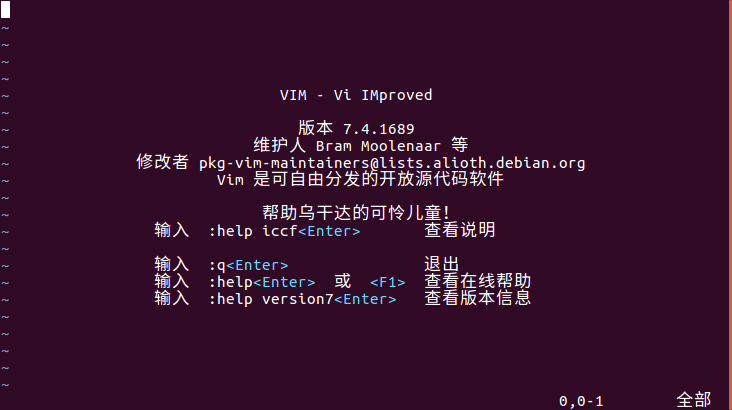 ~
~
~
~
~
VIM - Vi IMproved
~
~
版本 7.4.1689
~
维护人 Bram Moolenaar 等
~
修改者 pkg-vim-maintainers@lists.alioth.debian.org
~
Vim 是可自由分发的开放源代码软件
~
~
帮助乌干达的可怜儿童!
~
输入 :help iccf<Enter> 查看说明
~
~
输入 :q<Enter> 退出
~
输入 :help<Enter> 或 <F1> 查看在线帮助
~
输入 :help version7<Enter> 查看版本信息
~
~
~
~
~
~
0,0-1 全部